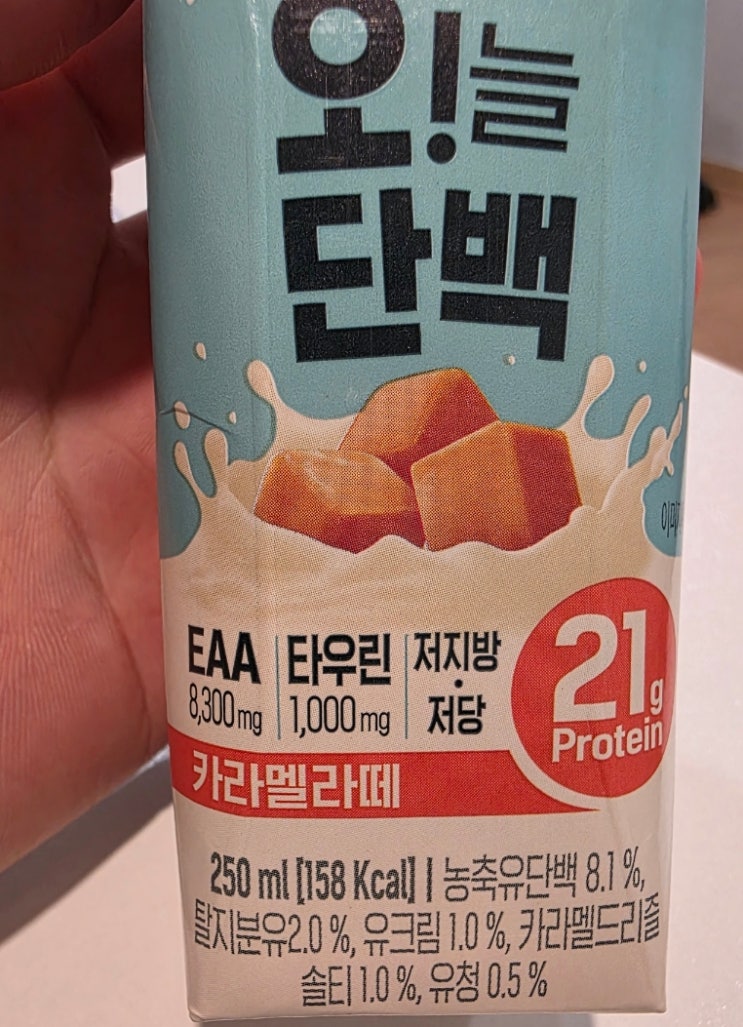 오!늘
단백
EAA
8,300mg
타우린
1,000mg
저지방
·
저당
21g
Protein
카라멜라떼
250 ml [158 Kcal] | 농축유단백 8.1%,
탈지분유2.0%, 유크림 1.0%, 카라멜드리즐
솔티 1.0%, 유청 0.5%